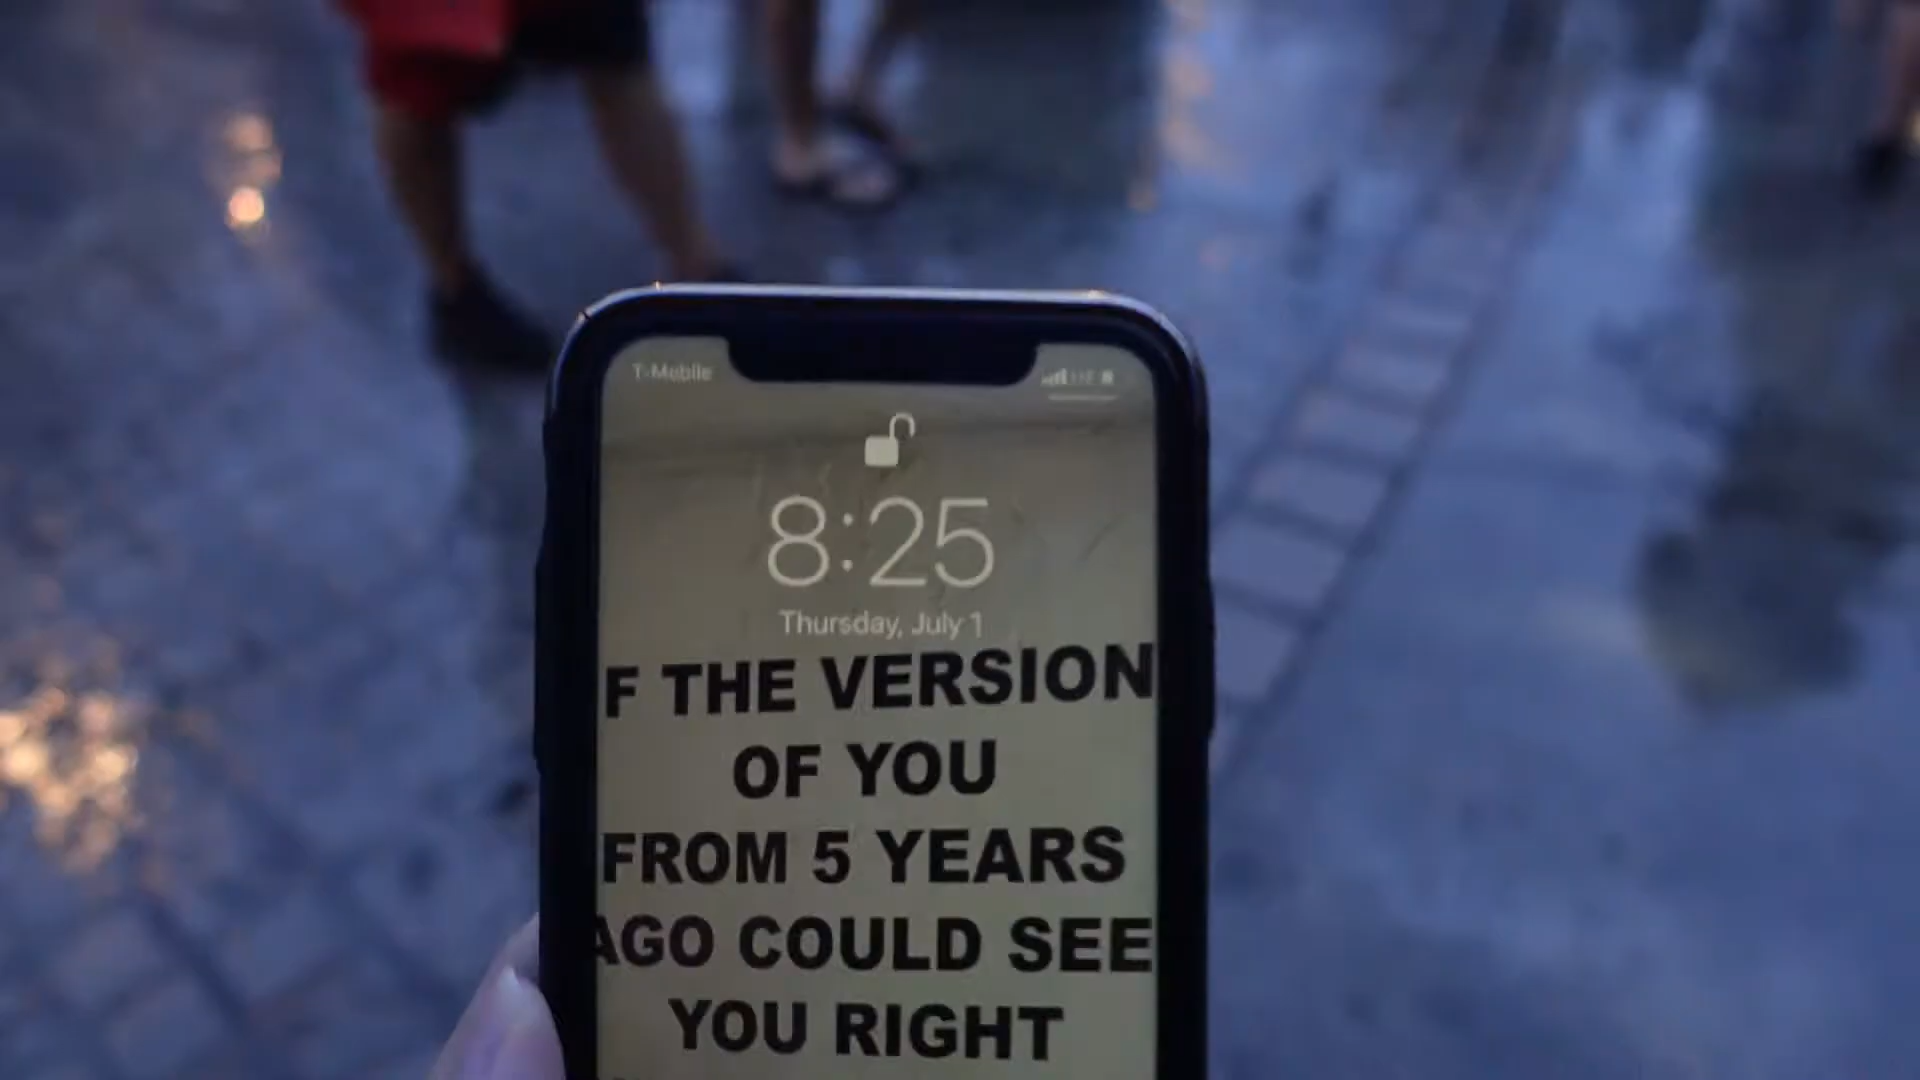 T-Mobile
8:25
Thursday, July 1
F THE VERSION
OF YOU
FROM 5 YEARS
AGO COULD SEE
YOU RIGHT